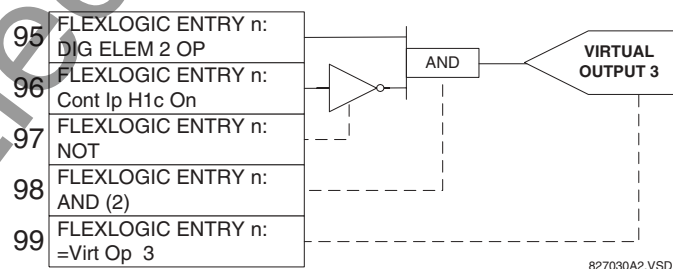 95 FLEXLOGIC ENTRY n:
DIG ELEM 2 OP
96 FLEXLOGIC ENTRY n:
Cont Ip H1c On
97 FLEXLOGIC ENTRY n:
NOT
98 FLEXLOGIC ENTRY n:
AND (2)
99 FLEXLOGIC ENTRY n:
=Virt Op 3
AND
VIRTUAL
OUTPUT 3
827030A2.VSD